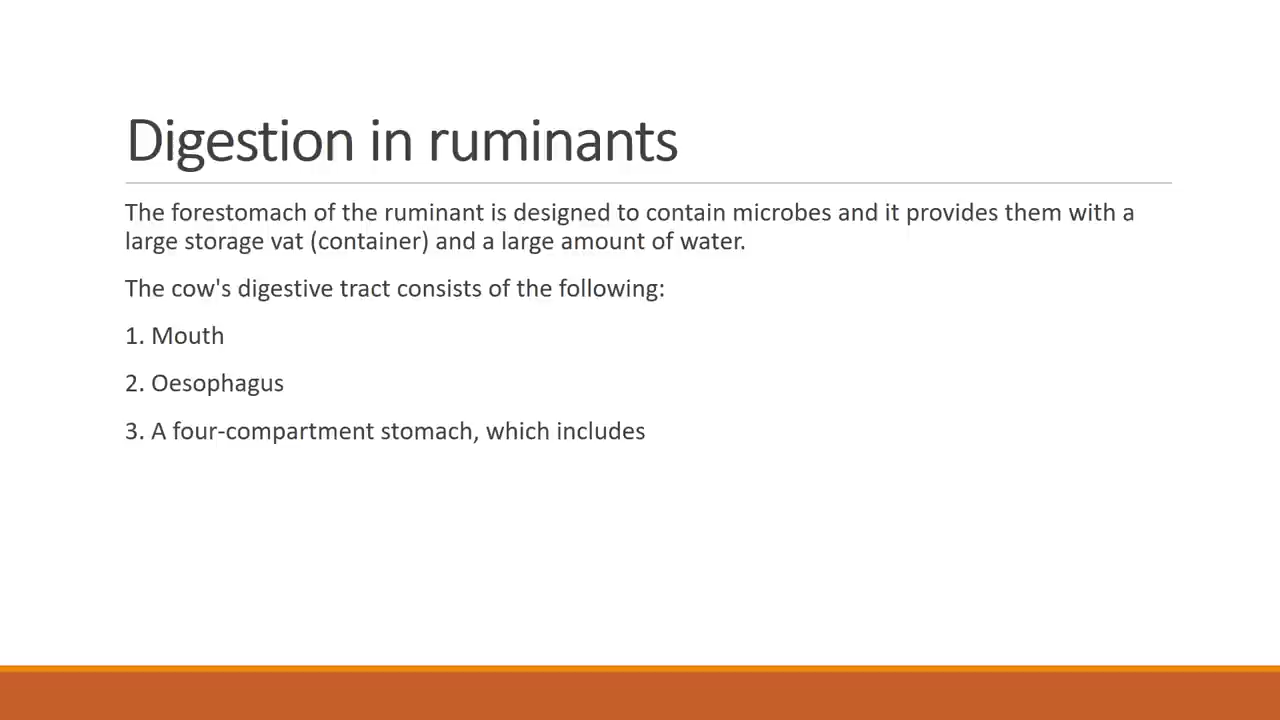 Digestion in ruminants
The forestomach of the ruminant is designed to contain microbes and it provides them with a
large storage vat (container) and a large amount of water.
The cow's digestive tract consists of the following:
1. Mouth
2. Oesophagus
3. A four-compartment stomach, which includes